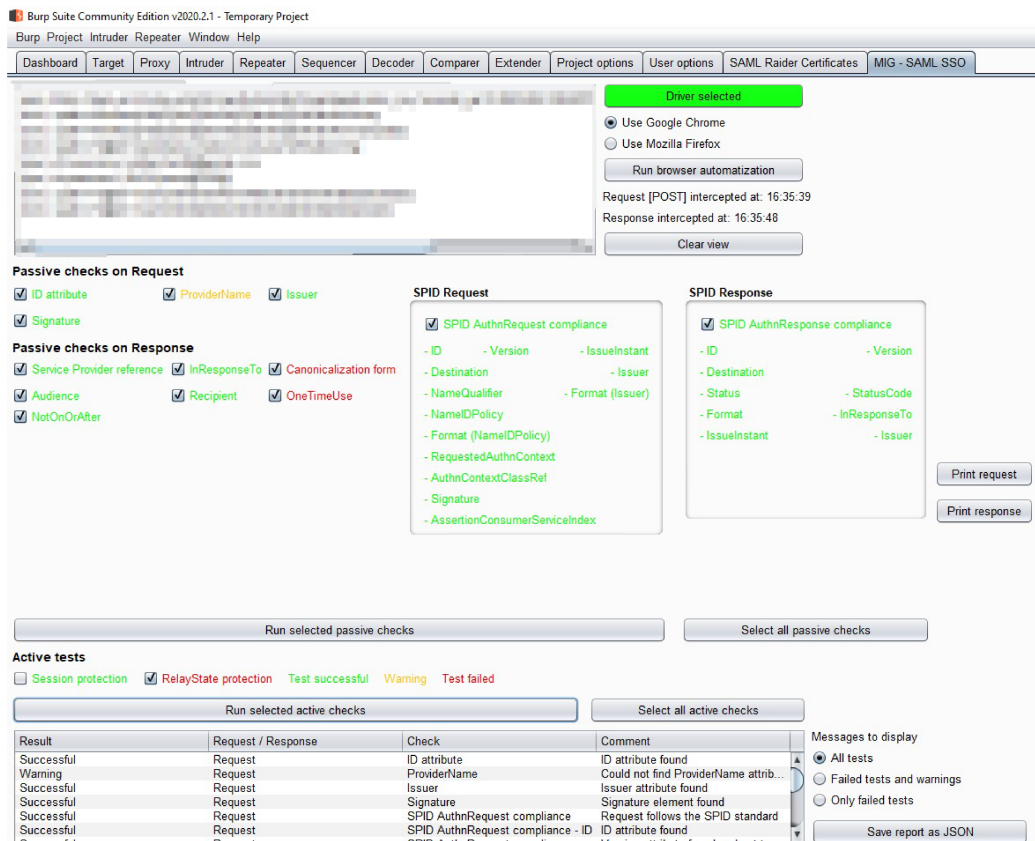 Burp Suite Community Edition v2020.2.1 - Temporary Project
Burp Project Intruder Repeater Window Help
Dashboard Target Proxy Intruder Repeater Sequencer Decoder Comparer Extender Project options User options SAML Raider Certificates MIG - SAML SSO
Driver selected
Use Google Chrome
Use Mozilla Firefox
Run browser automatization
Request [POST] intercepted at: 16:35:39
Response intercepted at: 16:35:48
Clear view
Passive checks on Request
ID attribute ProviderName Issuer
Signature
Passive checks on Response
Service Provider reference InResponseTo Canonicalization form
Audience Recipient OneTimeUse
NotOnOrAfter
SPID Request
SPID AuthnRequest compliance
- ID - Version - IssueInstant
- Destination - Issuer
- NameQualifier - Format (Issuer)
- NameIDPolicy
- Format (NameIDPolicy)
- RequestedAuthnContext
- AuthnContextClassRef
- Signature
- AssertionConsumerServiceIndex
SPID Response
SPID AuthnResponse compliance
- ID - Version
- Destination
- Status - StatusCode
- Format - InResponseTo
- IssueInstant - Issuer
Print request
Print response
Run selected passive checks Select all passive checks
Active tests
Session protection RelayState protection Test successful Warning Test failed
Run selected active checks Select all active checks
Result Request / Response Check Comment
Successful Request ID attribute ID attribute found
Warning Request ProviderName Could not find ProviderName attrib...
Successful Request Issuer Issuer attribute found
Successful Request Signature Signature element found
Successful Request SPID AuthnRequest compliance Request follows the SPID standard
Successful Request SPID AuthnRequest compliance - ID ID attribute found
Messages to display
All tests
Failed tests and warnings
Only failed tests
Save report as JSON